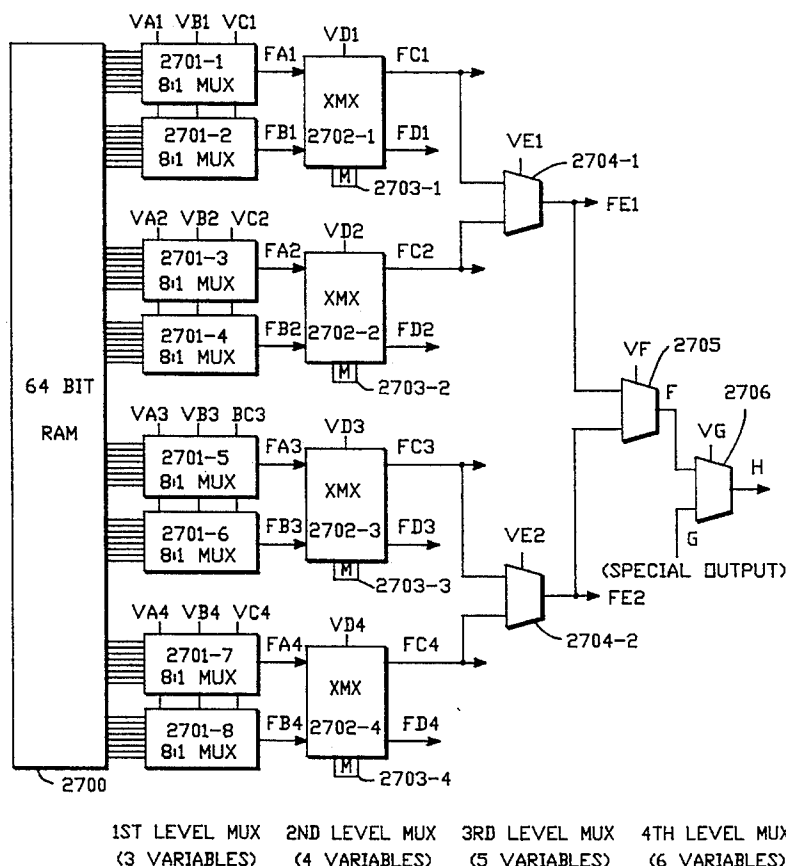 VA1 VB1 VC1
2701-1
8:1 MUX
FA1
VD1
XMX
2702-1
FC1
2701-2
8:1 MUX
FB1
FD1
M
2703-1
VE1
2704-1
FE1
VA2 VB2 VC2
2701-3
8:1 MUX
FA2
VD2
XMX
2702-2
FC2
2701-4
8:1 MUX
FB2
FD2
M
2703-2
64 BIT
RAM
VF
2705
F
VG
2706
H
G
(SPECIAL OUTPUT)
VA3 VB3 BC3
2701-5
8:1 MUX
FA3
VD3
XMX
2702-3
FC3
2701-6
8:1 MUX
FB3
FD3
M
2703-3
VE2
FE2
2704-2
VA4 VB4 VC4
2701-7
8:1 MUX
FA4
VD4
XMX
2702-4
FC4
2701-8
8:1 MUX
FB4
FD4
M
2703-4
2700
1ST LEVEL MUX 2ND LEVEL MUX 3RD LEVEL MUX 4TH LEVEL MUX
(3 VARIABLES) (4 VARIABLES) (5 VARIABLES) (6 VARIABLES)